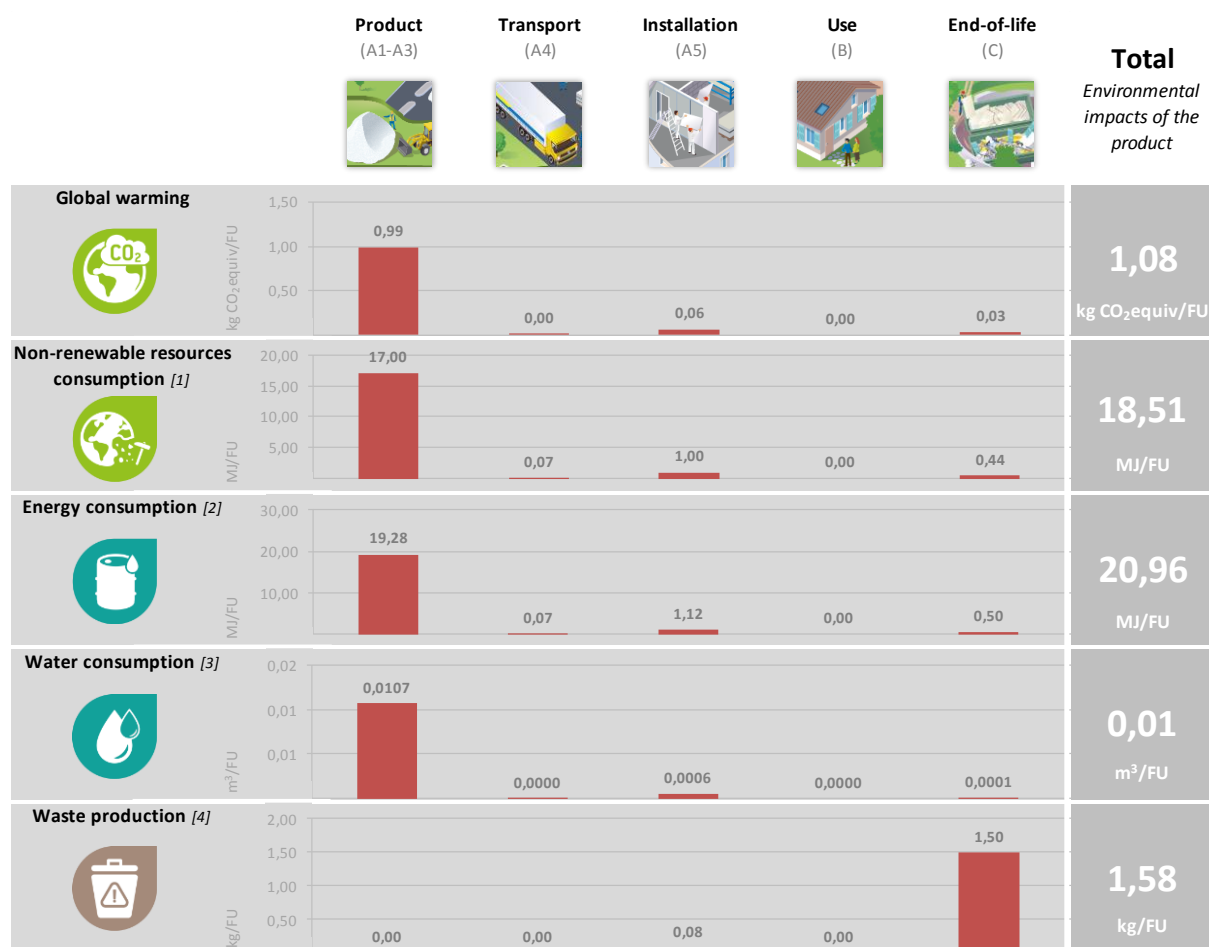 Product
(A1-A3)
Transport
(A4)
Installation
(A5)
Use
(B)
End-of-life
(C)
Total
Environmental
impacts of the
product
Global warming
CO₂
kg CO₂equiv/FU
1,50
1,00
0,50
0,99
0,00
0,06
0,00
0,03
1,08
kg CO₂equiv/FU
Non-renewable resources
consumption [1]
MJ/FU
20,00
15,00
10,00
5,00
17,00
0,07
1,00
0,00
0,44
18,51
MJ/FU
Energy consumption [2]
MJ/FU
30,00
20,00
10,00
19,28
0,07
1,12
0,00
0,50
20,96
MJ/FU
Water consumption [3]
m³/FU
0,02
0,01
0,01
0,0107
0,0000
0,0006
0,0000
0,0001
0,01
m³/FU
Waste production [4]
kg/FU
2,00
1,50
1,00
0,50
0,00
0,00
0,08
0,00
1,50
1,58
kg/FU